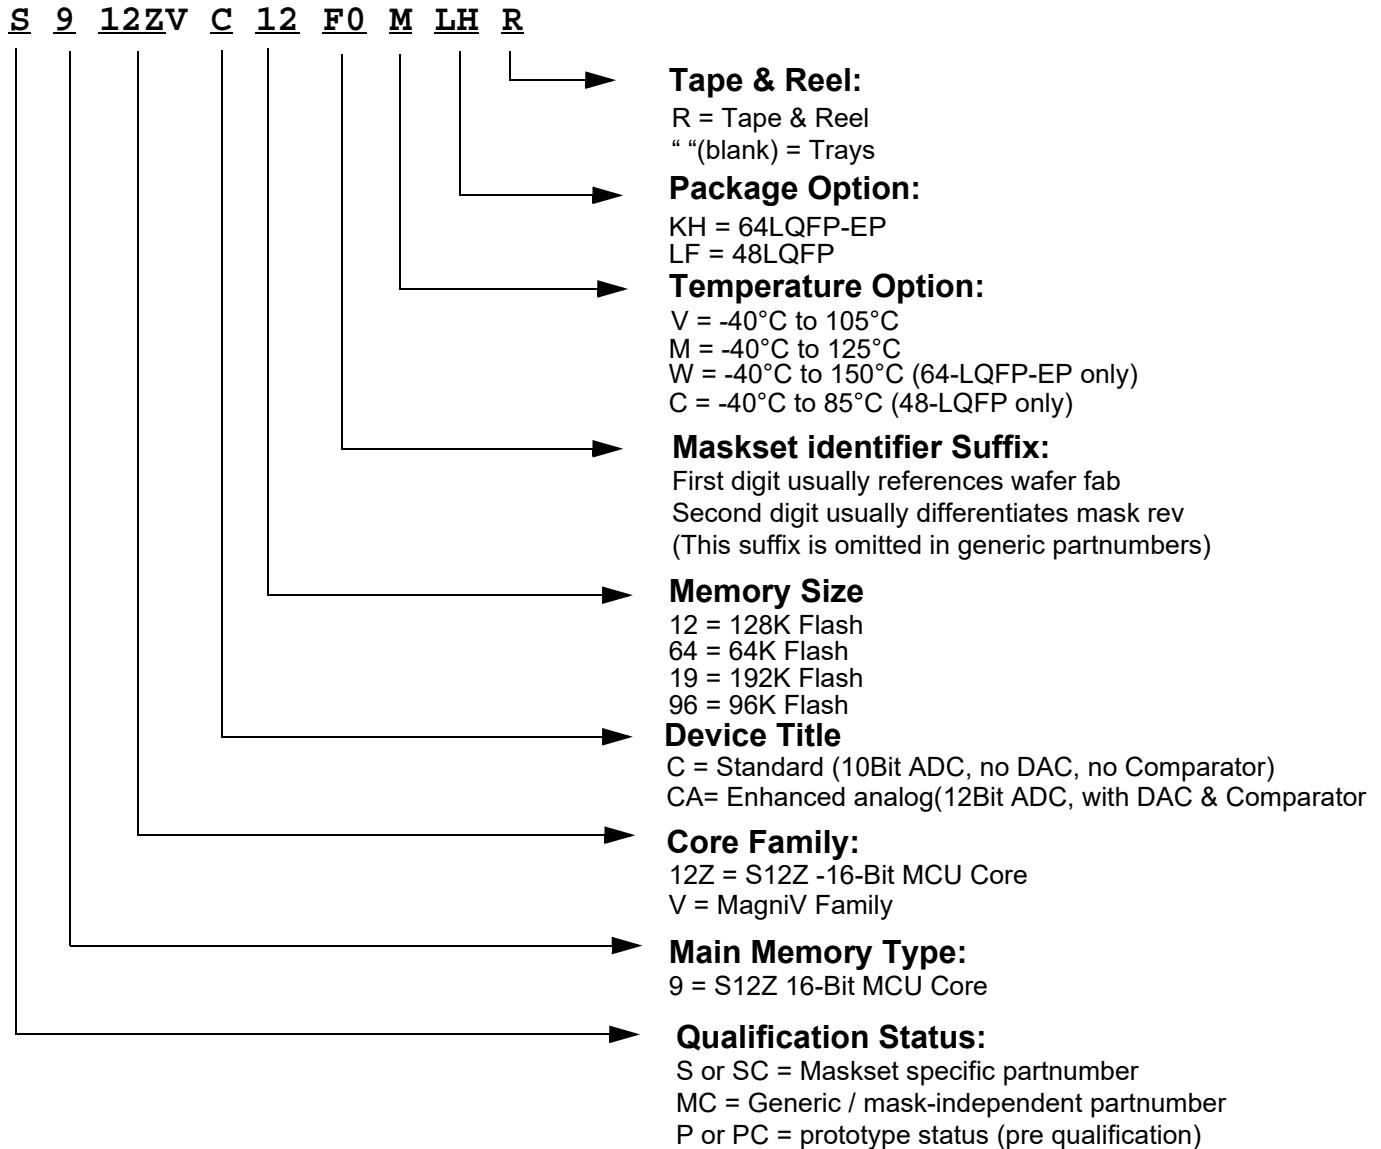 S 9 12ZV C 12 F0 M LH R
Tape & Reel:
R = Tape & Reel
“ “(blank) = Trays
Package Option:
KH = 64LQFP-EP
LF = 48LQFP
Temperature Option:
V = -40°C to 105°C
M = -40°C to 125°C
W = -40°C to 150°C (64-LQFP-EP only)
C = -40°C to 85°C (48-LQFP only)
Maskset identifier Suffix:
First digit usually references wafer fab
Second digit usually differentiates mask rev
(This suffix is omitted in generic partnumbers)
Memory Size
12 = 128K Flash
64 = 64K Flash
19 = 192K Flash
96 = 96K Flash
Device Title
C = Standard (10Bit ADC, no DAC, no Comparator)
CA= Enhanced analog(12Bit ADC, with DAC & Comparator
Core Family:
12Z = S12Z -16-Bit MCU Core
V = MagniV Family
Main Memory Type:
9 = S12Z 16-Bit MCU Core
Qualification Status:
S or SC = Maskset specific partnumber
MC = Generic / mask-independent partnumber
P or PC = prototype status (pre qualification)